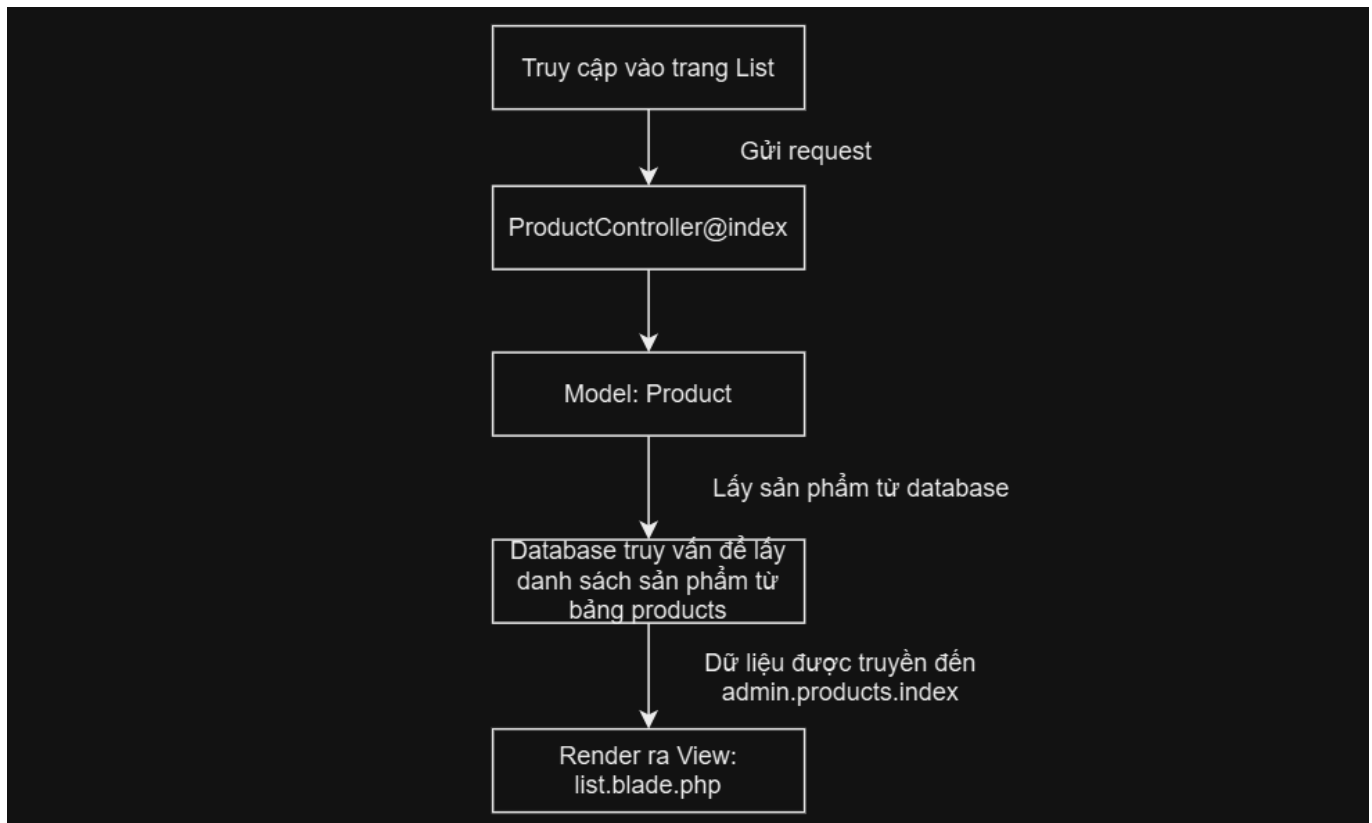 Truy cập vào trang List
Gửi request
ProductController@index
Model: Product
Lấy sản phẩm từ database
Database truy vấn để lấy
danh sách sản phẩm từ
bảng products
Dữ liệu được truyền đến
admin.products.index
Render ra View:
list.blade.php